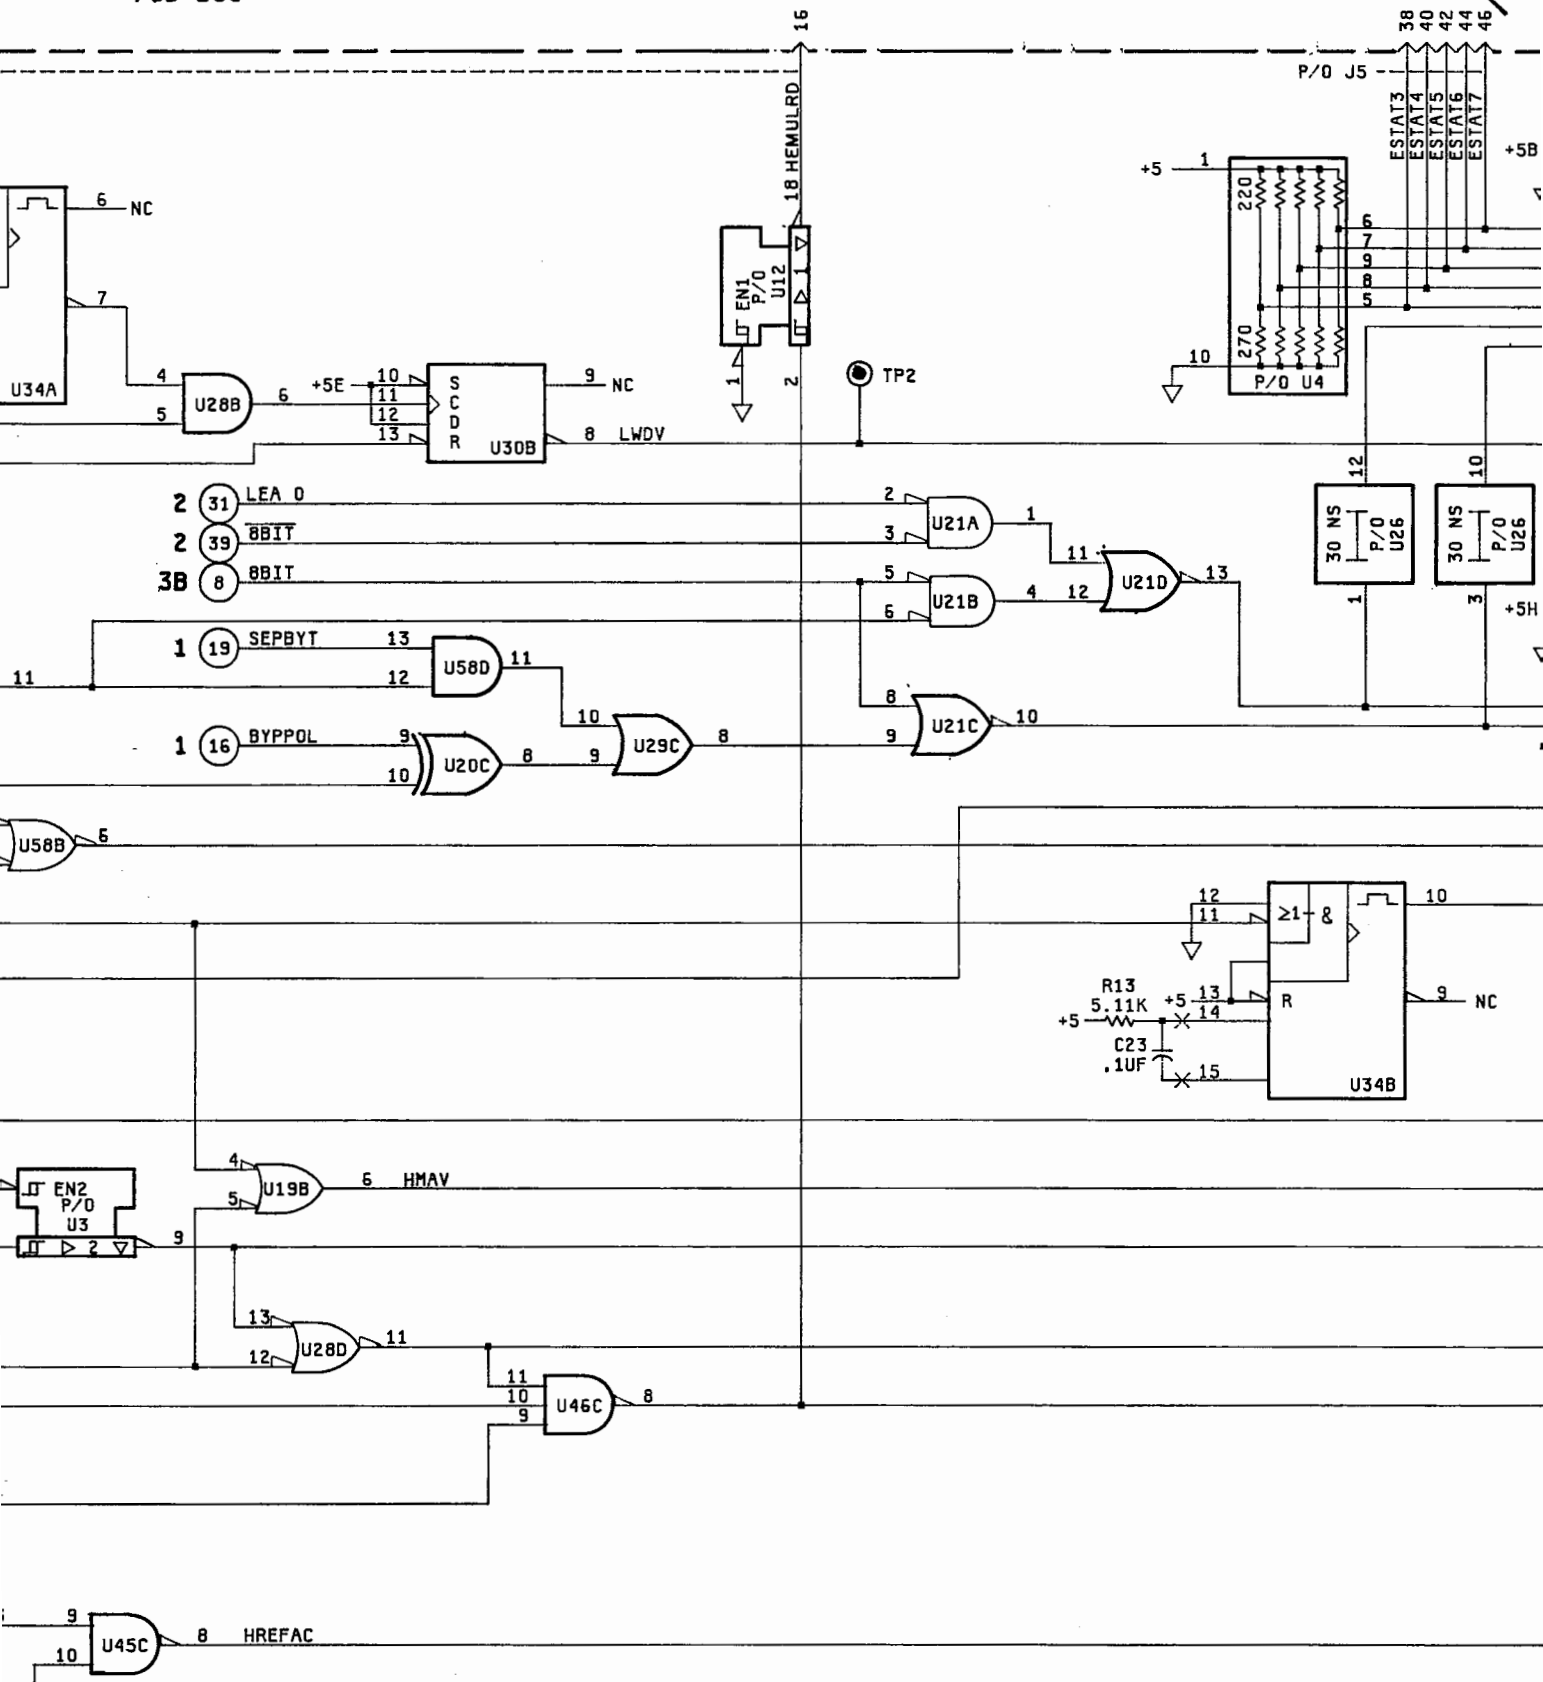 16
38
40
42
44
46
P/O J5
18 HEMULRD
ESTAT3
ESTAT4
ESTAT5
ESTAT6
ESTAT7
+5B
+5
1
220
6
NC
6
7
9
8
5
EN1
P/O
U12
1
7
270
10
P/O U4
U34A
4
5
U28B
6
+5E
10
11
12
13
S
C
D
R
U30B
9
NC
8
LWDV
1
2
TP2
12
10
2
31
LEA 0
2
U21A
1
2
39
8BIT
3
30 NS
P/O
U26
30 NS
P/O
U26
3B
8
8BIT
5
U21B
4
11
12
U21D
13
6
1
3
+5H
1
19
SEPBYT
13
U58D
11
11
12
10
8
U21C
10
1
16
BYPPOL
9
U20C
8
9
U29C
8
9
10
U58B
6
12
11
≥1
&
10
R13
5.11K
+5
+5
13
14
R
9
NC
C23
.1UF
15
U34B
4
5
U19B
6
HMAV
EN2
P/O
U3
2
9
13
12
U28D
11
11
10
9
U46C
8
9
10
U45C
8
HREFAC